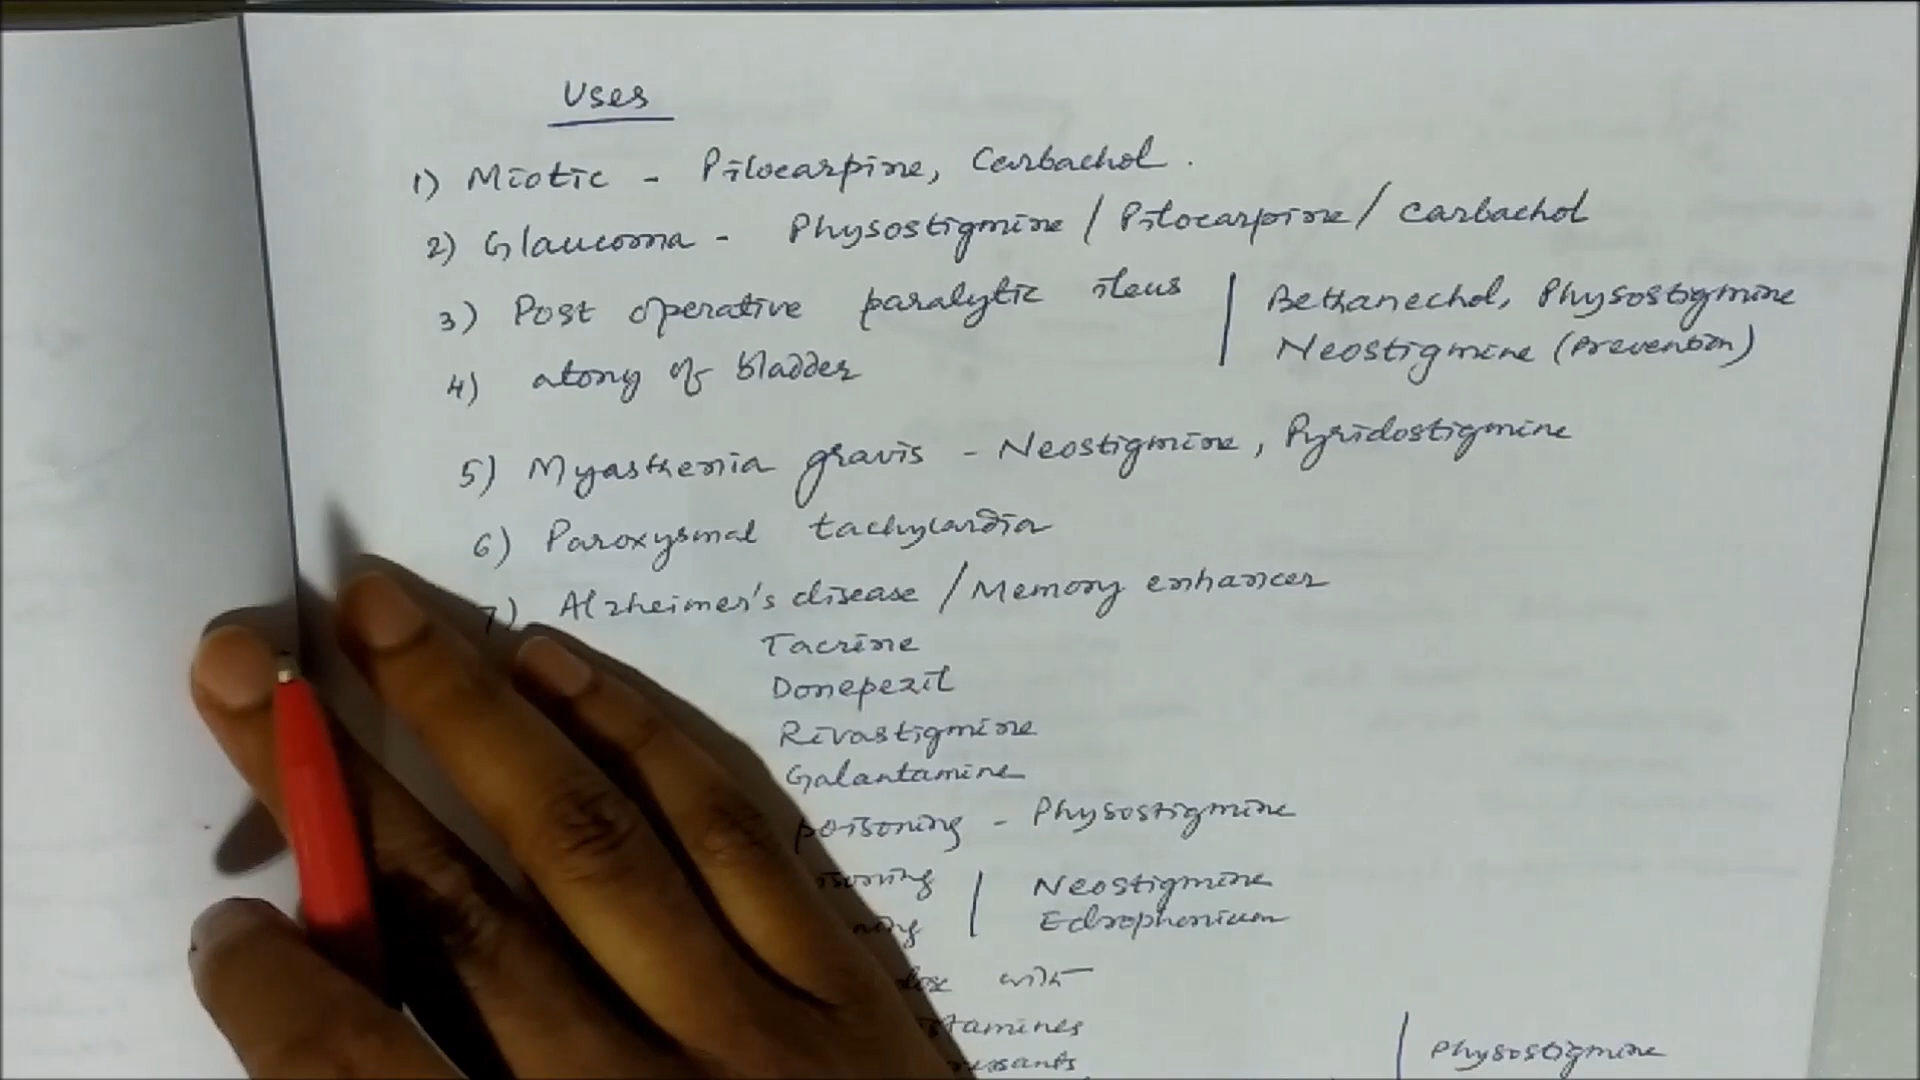 Uses
1) Miotic - Pilocarpine, Carbachol.
2) Glaucoma - Physostigmine / Pilocarpine / Carbachol
3) Post operative paralytic ileus | Bethanechol, Physostigmine
4) atony of bladder | Neostigmine (Prevention)
5) Myasthenia gravis - Neostigmine, Pyridostigmine
6) Paroxysmal tachycardia
7) Alzheimer's disease / Memory enhancer
Tacrine
Donepezil
Rivastigmine
Galantamine
poisoning - Physostigmine
| Neostigmine
Edrophonium
with
Physostigmine